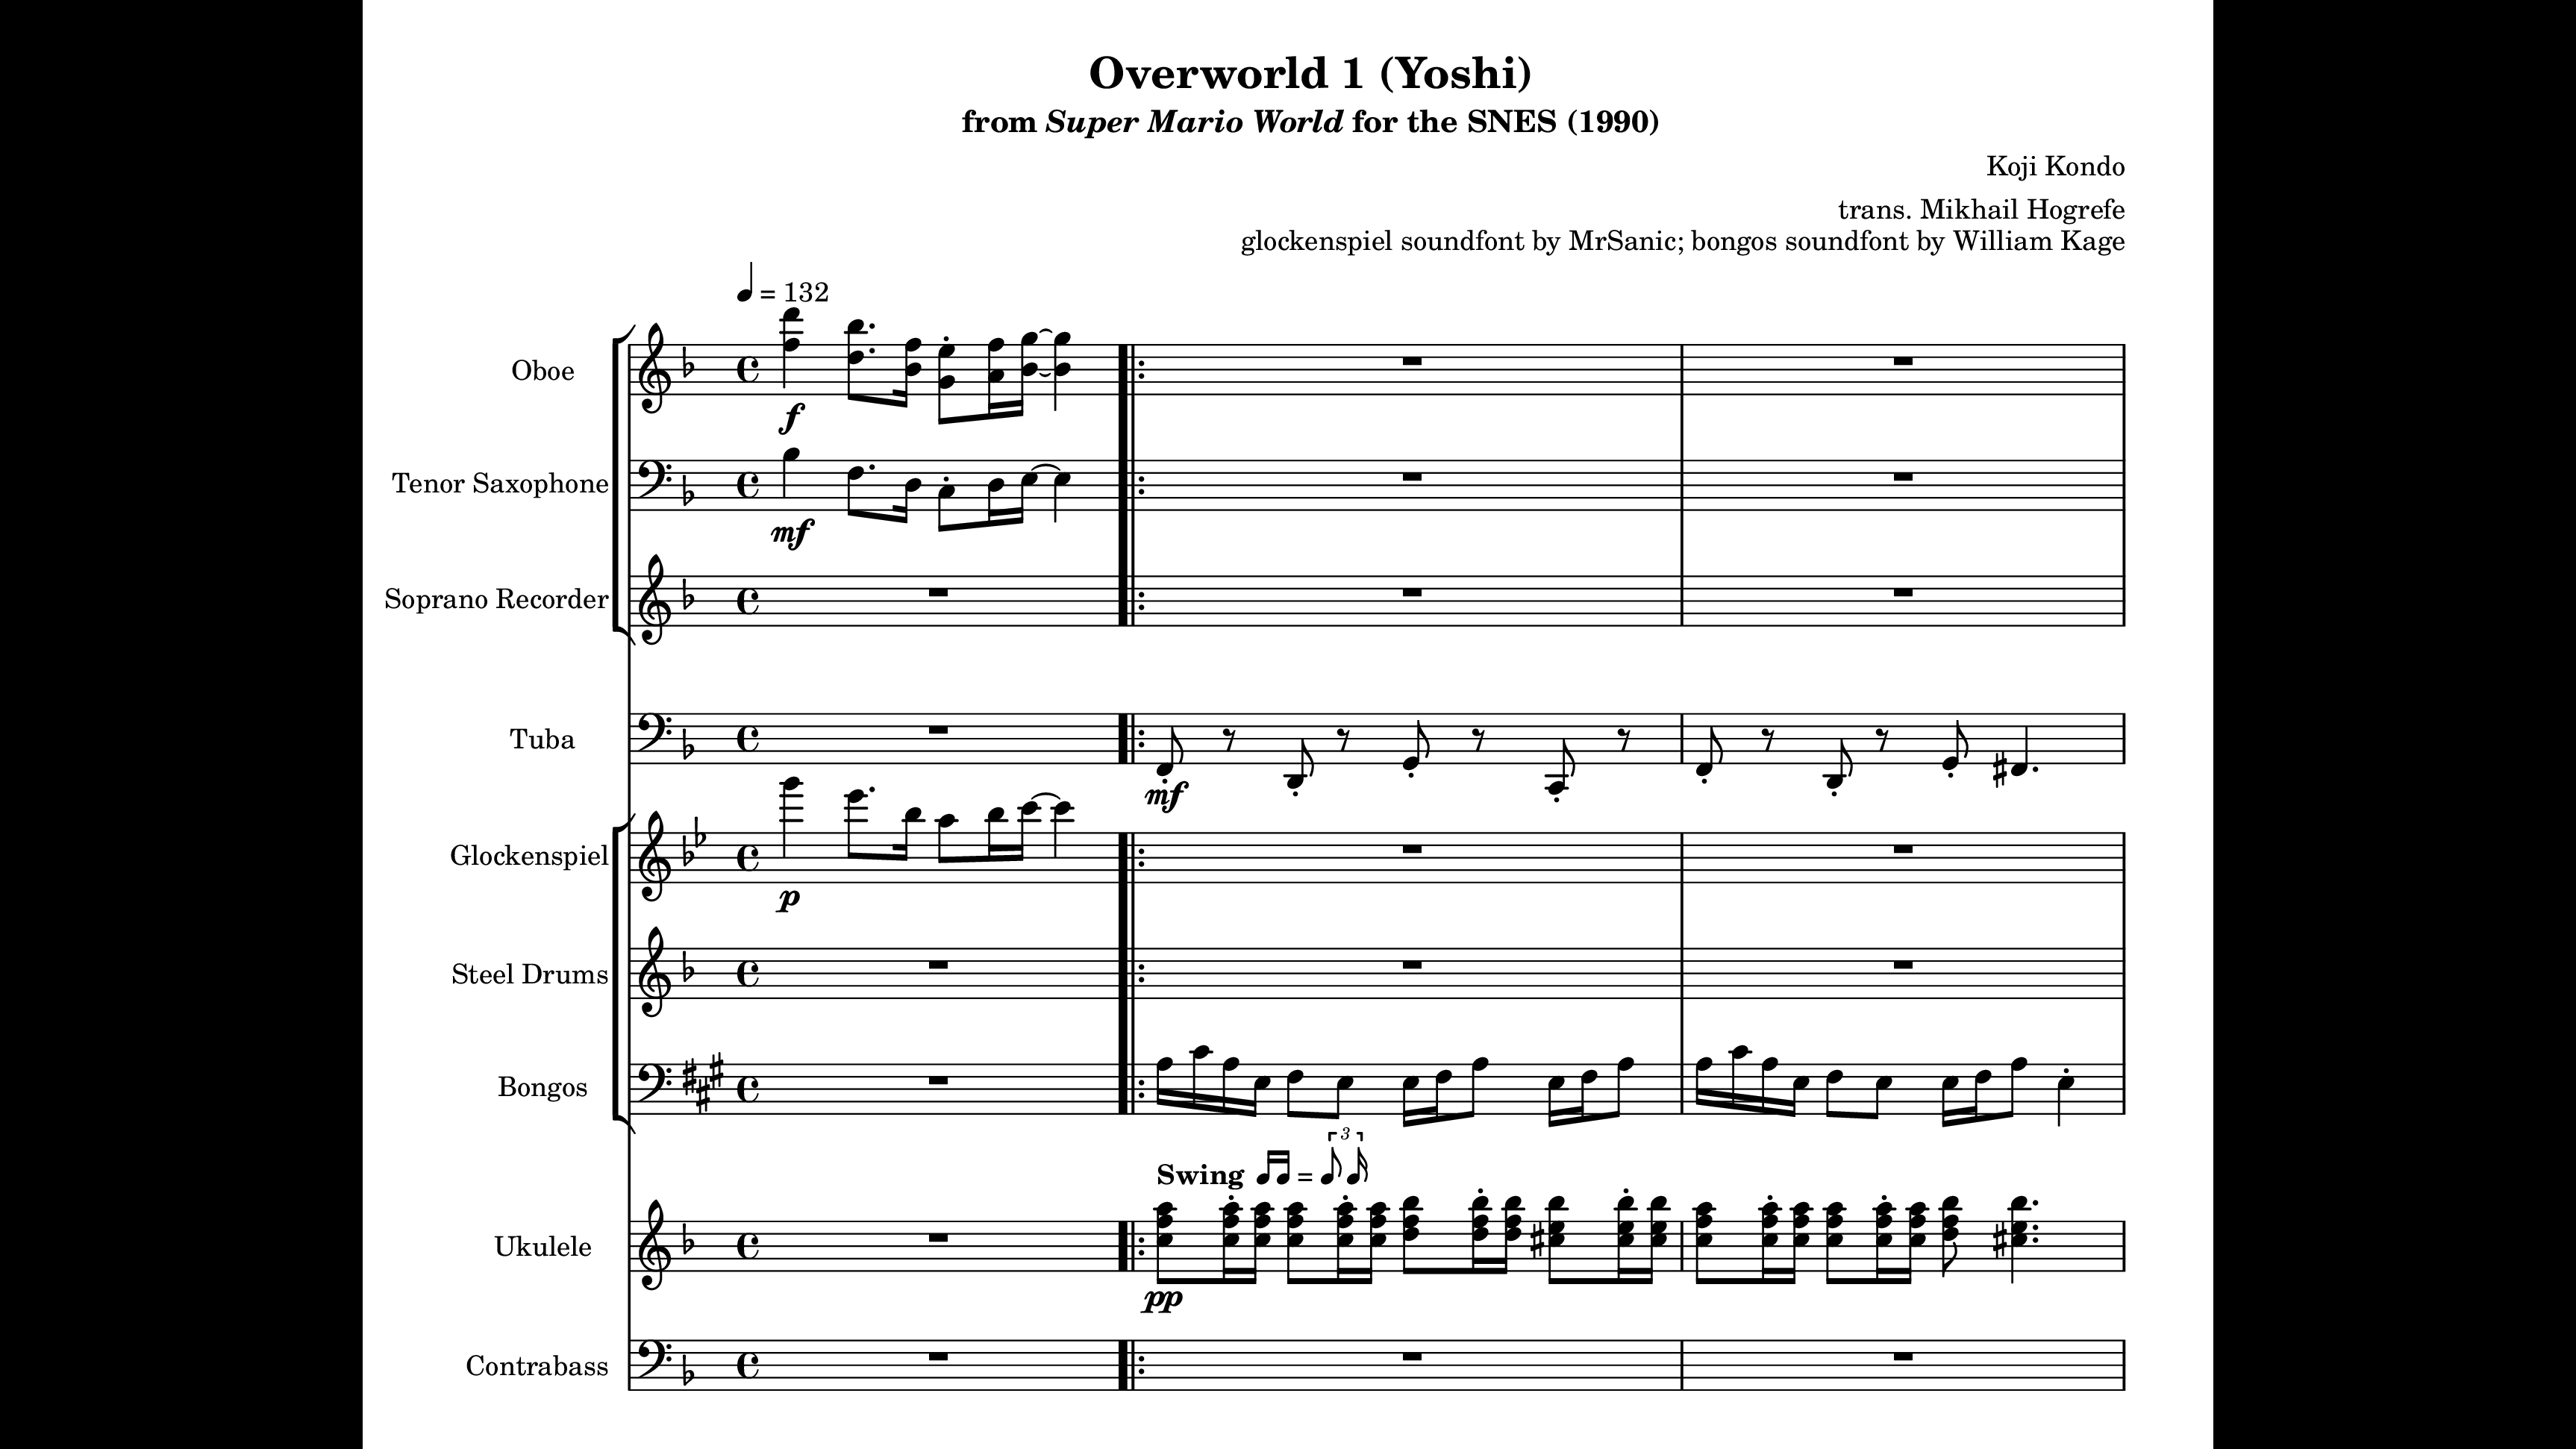 Overworld 1 (Yoshi)
from Super Mario World for the SNES (1990)
Koji Kondo
trans. Mikhail Hogrefe
glockenspiel soundfont by MrSanic; bongos soundfont by William Kage
♩ = 132
Oboe
f
Tenor Saxophone
mf
Soprano Recorder
Tuba
mf
Glockenspiel
p
Steel Drums
Bongos
3
Swing =
Ukulele
pp
Contrabass